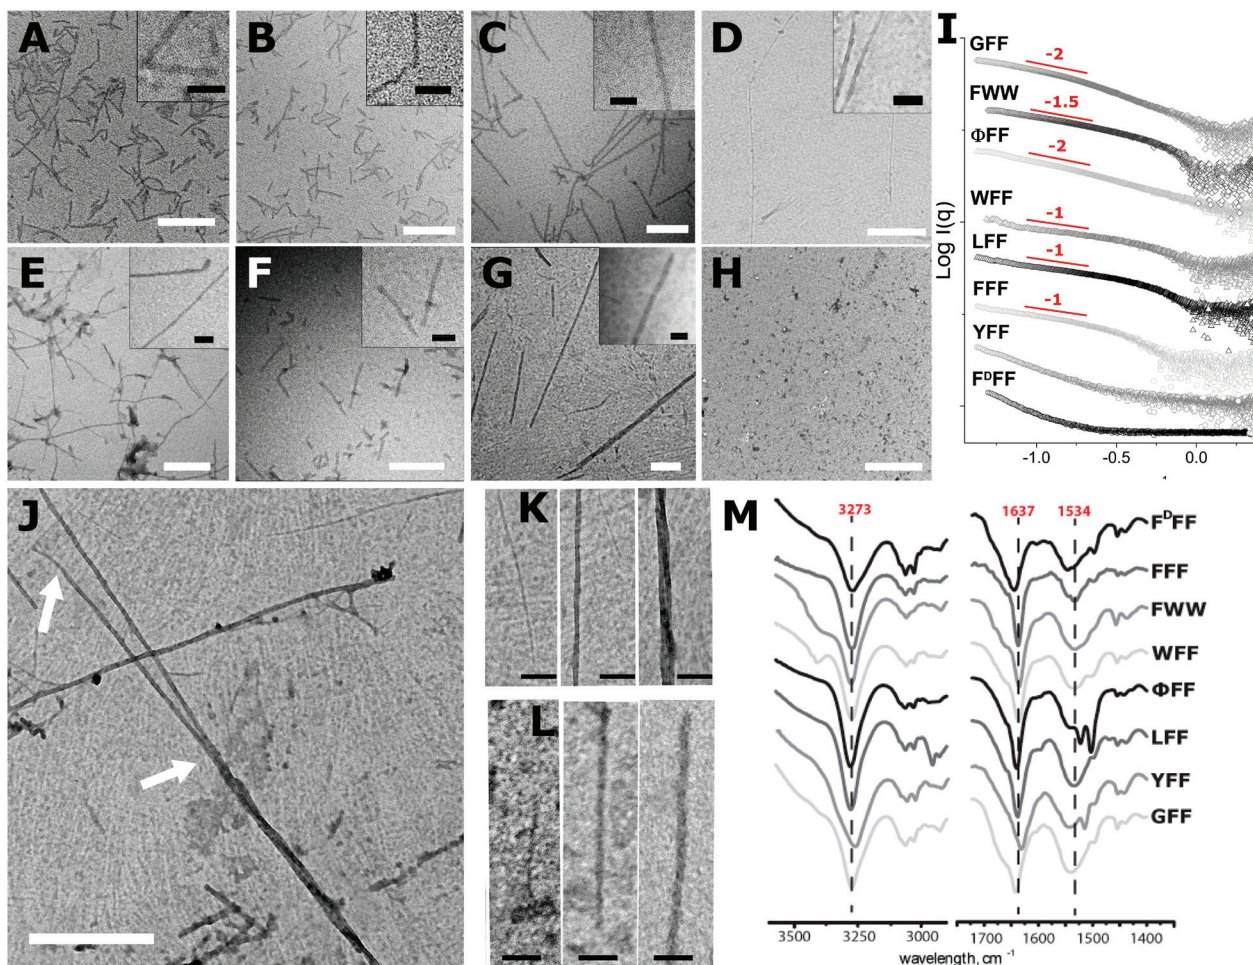 A
B
C
D
E
F
G
H
I
GFF
FWW
ΦFF
WFF
LFF
FFF
YFF
FᴰFF
-2
-1.5
-2
-1
-1
-1
Log I(q)
-1.0
-0.5
0.0
J
K
L
M
3273
1637
1534
FᴰFF
FFF
FWW
WFF
ΦFF
LFF
YFF
GFF
3500
3250
3000
1700
1600
1500
1400
wavelength, cm⁻¹